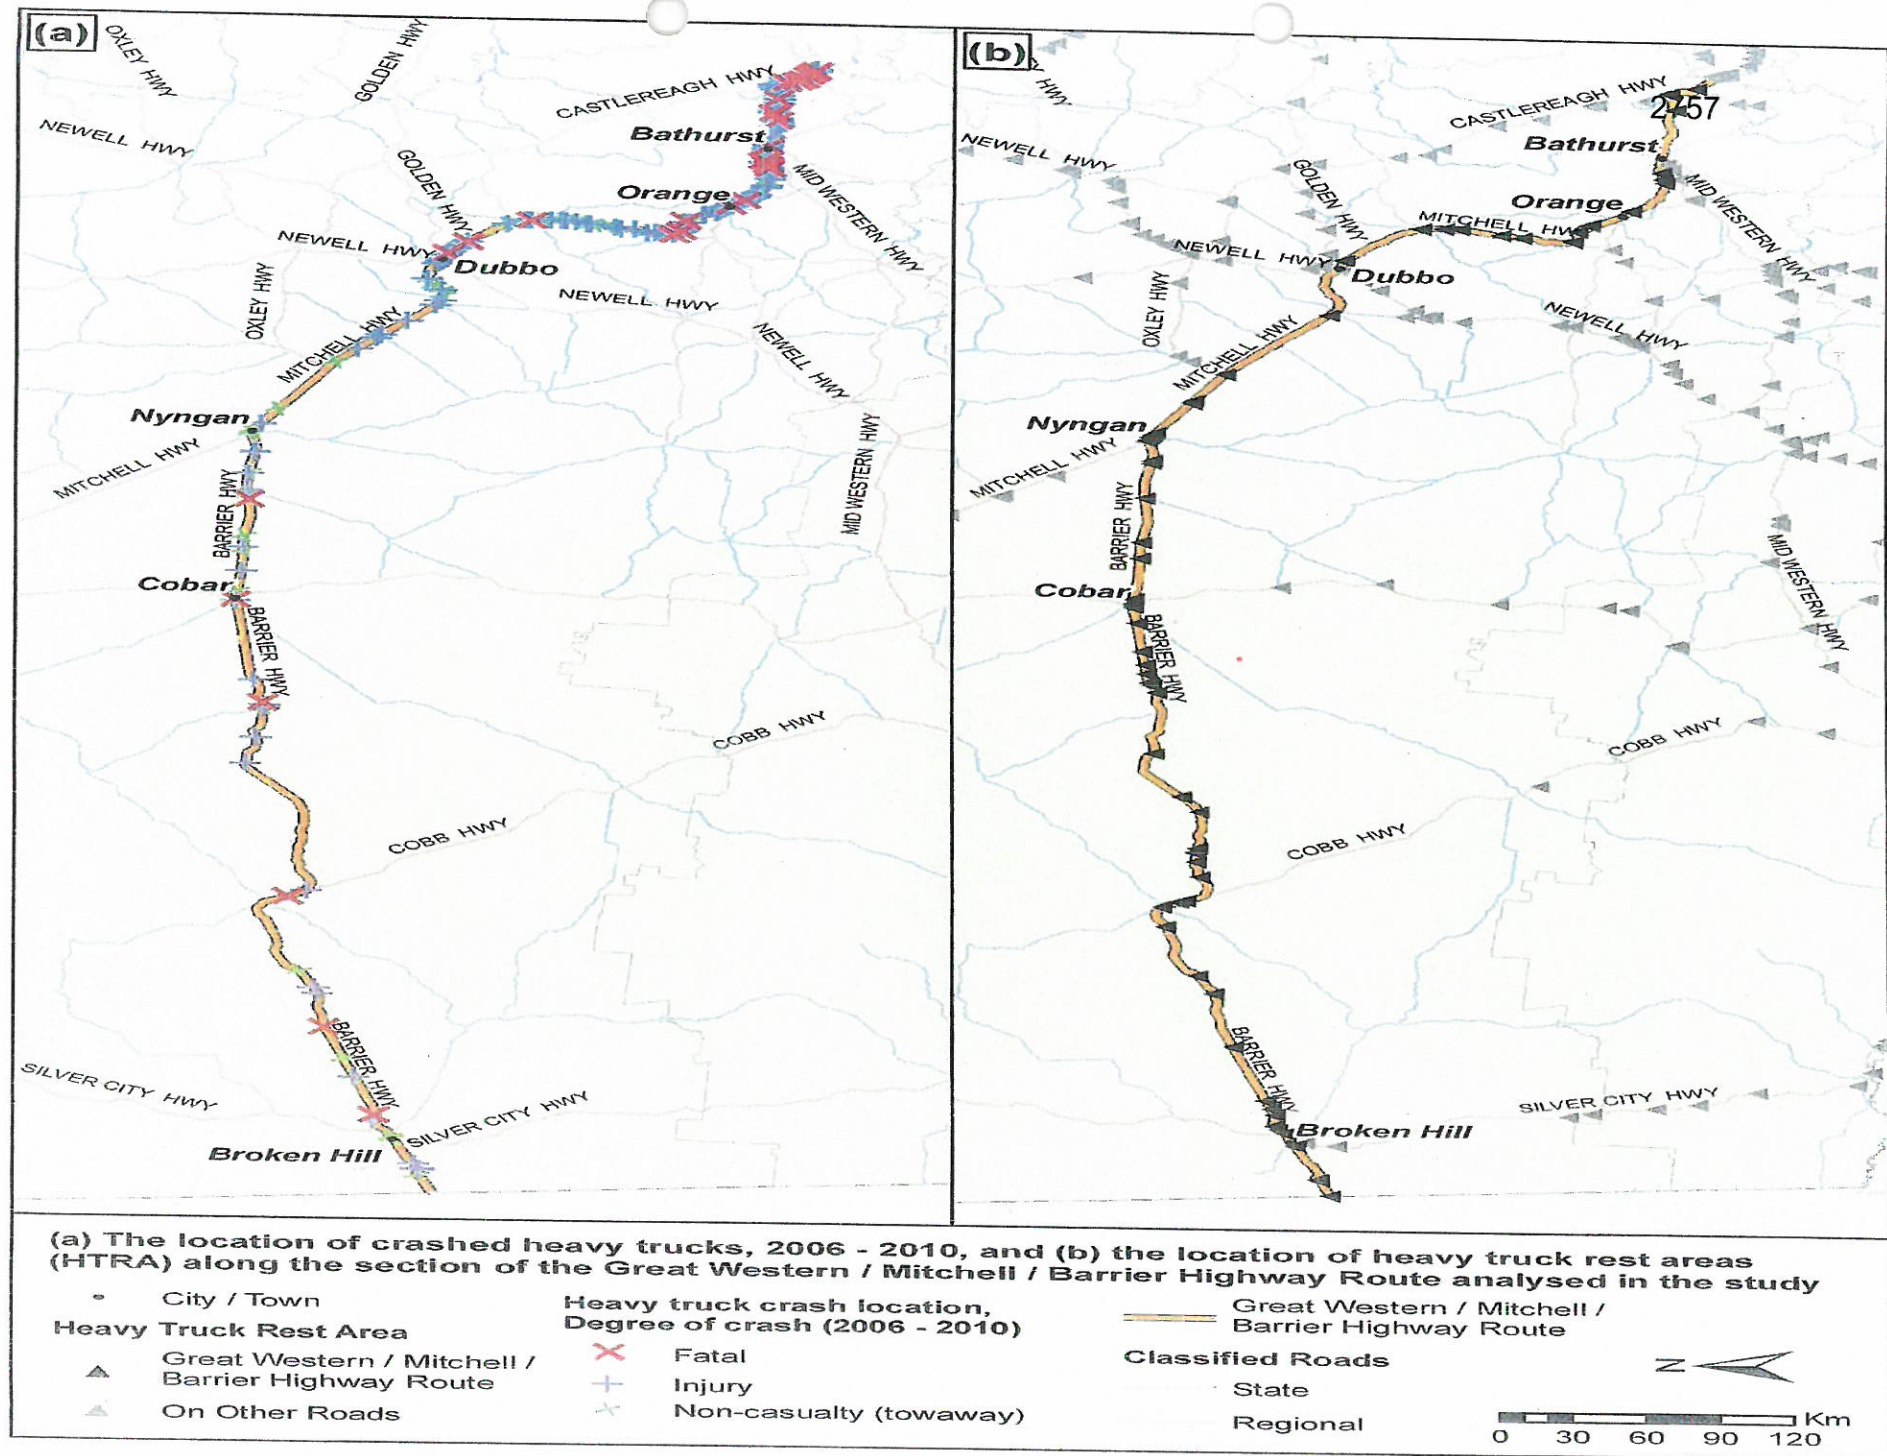 (a)
OXLEY HWY
GOLDEN HWY
CASTLEREAGH HWY
NEWELL HWY
Bathurst
GOLDEN HWY
MID WESTERN HWY
Orange
NEWELL HWY
Dubbo
OXLEY HWY
NEWELL HWY
MITCHELL HWY
NEWELL HWY
Nyngan
MITCHELL HWY
MID WESTERN HWY
BARRIER HWY
Cobar
BARRIER HWY
COBB HWY
COBB HWY
SILVER CITY HWY
BARRIER HWY
SILVER CITY HWY
Broken Hill
(b)
HWY
CASTLEREAGH HWY
NEWELL HWY
Bathurst
GOLDEN HWY
MID WESTERN HWY
Orange
MITCHELL HWY
NEWELL HWY
Dubbo
OXLEY HWY
NEWELL HWY
MITCHELL HWY
Nyngan
MITCHELL HWY
BARRIER HWY
MID WESTERN HWY
Cobar
BARRIER HWY
COBB HWY
COBB HWY
BARRIER HWY
SILVER CITY HWY
Broken Hill
(a) The location of crashed heavy trucks, 2006 - 2010, and (b) the location of heavy truck rest areas
(HTRA) along the section of the Great Western / Mitchell / Barrier Highway Route analysed in the study
City / Town
Heavy Truck Rest Area
Great Western / Mitchell /
Barrier Highway Route
On Other Roads
Heavy truck crash location,
Degree of crash (2006 - 2010)
Fatal
Injury
Non-casualty (towaway)
Great Western / Mitchell /
Barrier Highway Route
Classified Roads
State
Regional
N
Km
0 30 60 90 120